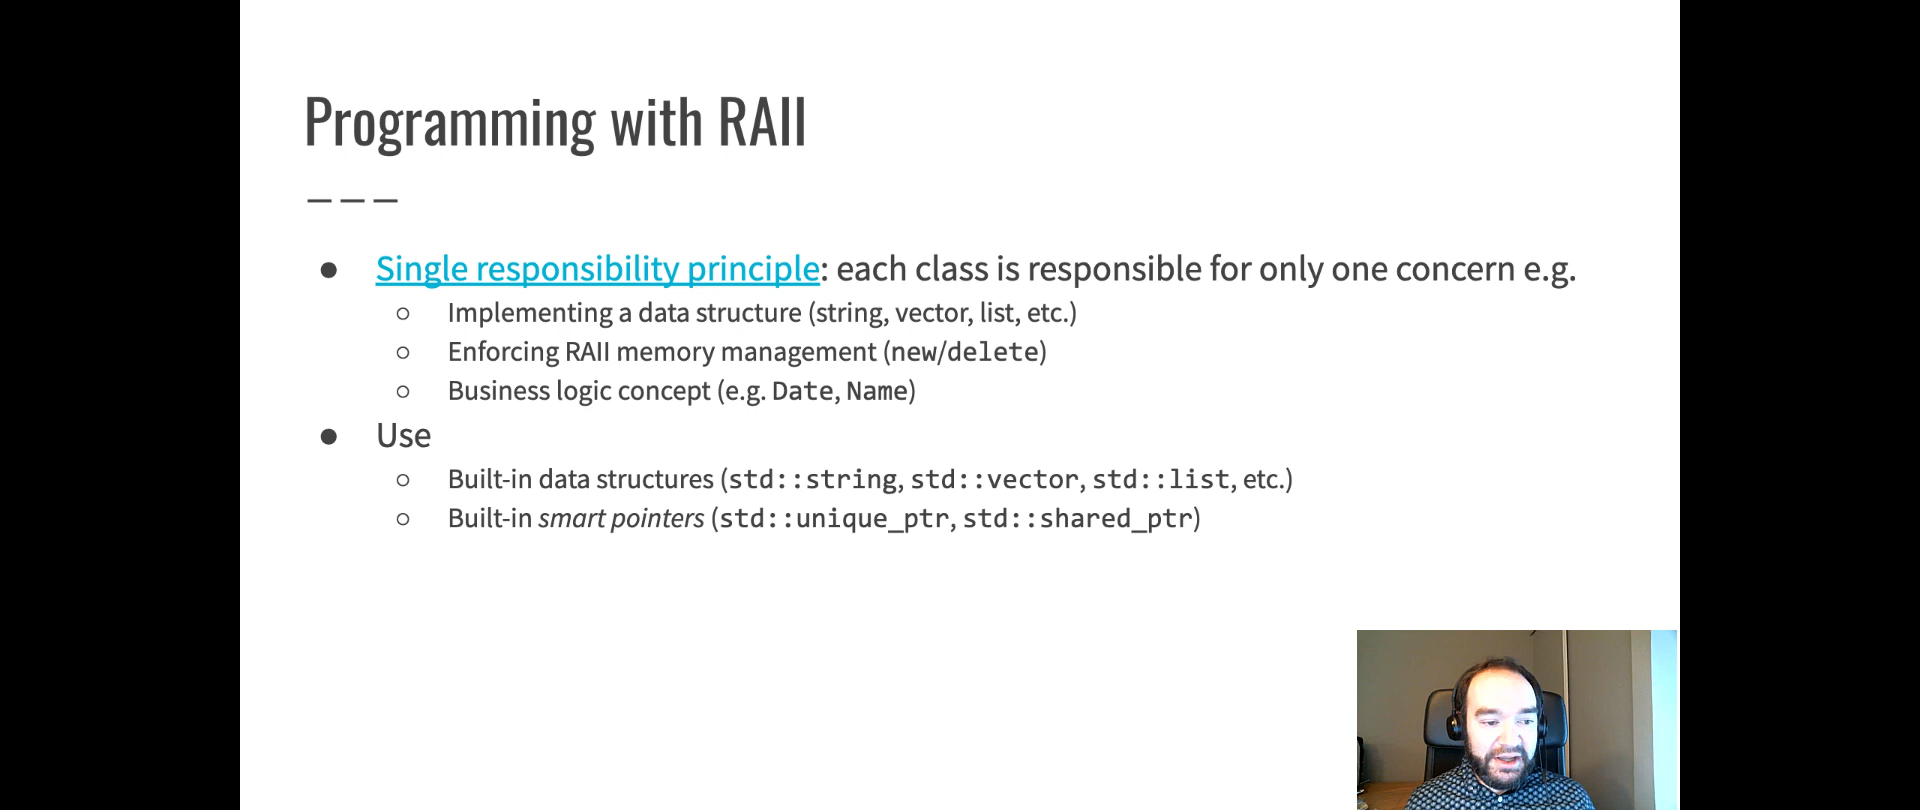 Programming with RAII
Single responsibility principle: each class is responsible for only one concern e.g.
Implementing a data structure (string, vector, list, etc.)
Enforcing RAII memory management (new/delete)
Business logic concept (e.g. Date, Name)
Use
Built-in data structures (std::string, std::vector, std::list, etc.)
Built-in smart pointers (std::unique_ptr, std::shared_ptr)